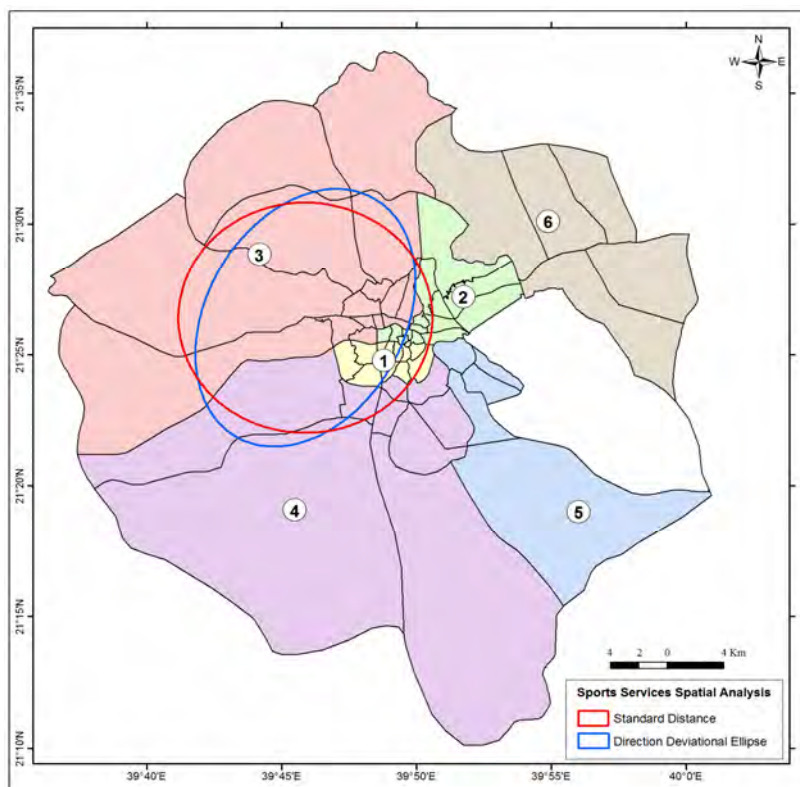 N
W E
S
21°35'N
21°30'N
21°25'N
21°20'N
21°15'N
21°10'N
6
3
2
1
4
5
4 2 0 4 Km
Sports Services Spatial Analysis
Standard Distance
Direction Deviational Ellipse
39°40'E 39°45'E 39°50'E 39°55'E 40°0'E